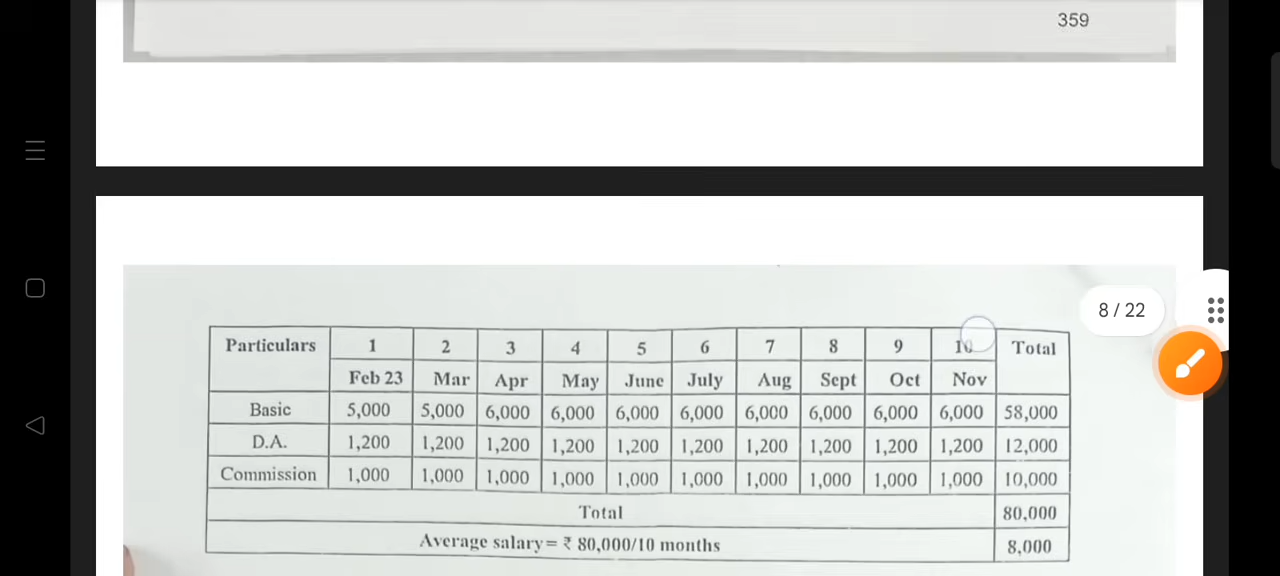 359
8 / 22
Particulars 1 2 3 4 5 6 7 8 9 10 Total
Feb 23 Mar Apr May June July Aug Sept Oct Nov
Basic 5,000 5,000 6,000 6,000 6,000 6,000 6,000 6,000 6,000 6,000 58,000
D.A. 1,200 1,200 1,200 1,200 1,200 1,200 1,200 1,200 1,200 1,200 12,000
Commission 1,000 1,000 1,000 1,000 1,000 1,000 1,000 1,000 1,000 1,000 10,000
Total 80,000
Average salary= ₹ 80,000/10 months 8,000